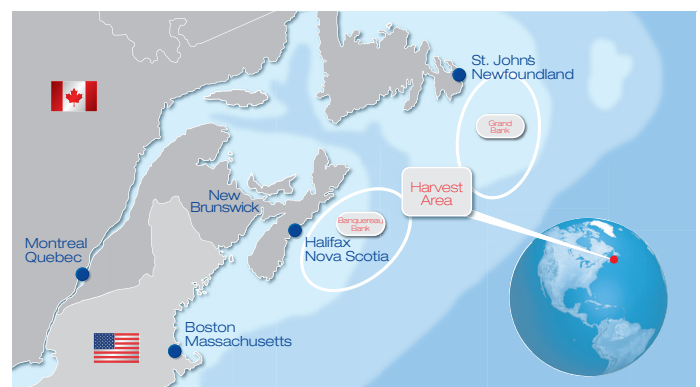 St. John's
Newfoundland
Grand
Bank
Harvest
Area
New
Brunswick
Banquereau
Bank
Halifax
Nova Scotia
Montreal
Quebec
Boston
Massachusetts